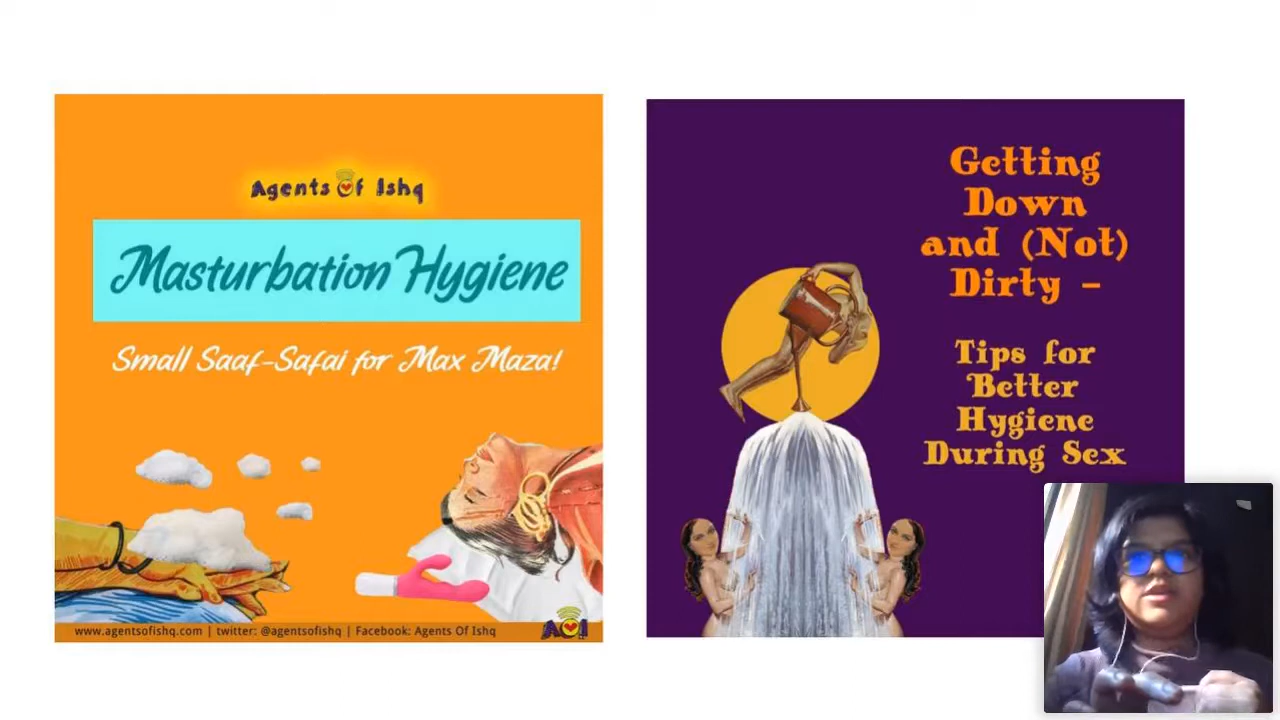 Agents Of Ishq
Masturbation Hygiene
Small Saaf-Safai for Max Maza!
www.agentsofishq.com | twitter: @agentsofishq | Facebook: Agents Of Ishq
AOI
Getting
Down
and (Not)
Dirty -
Tips for
Better
Hygiene
During Sex